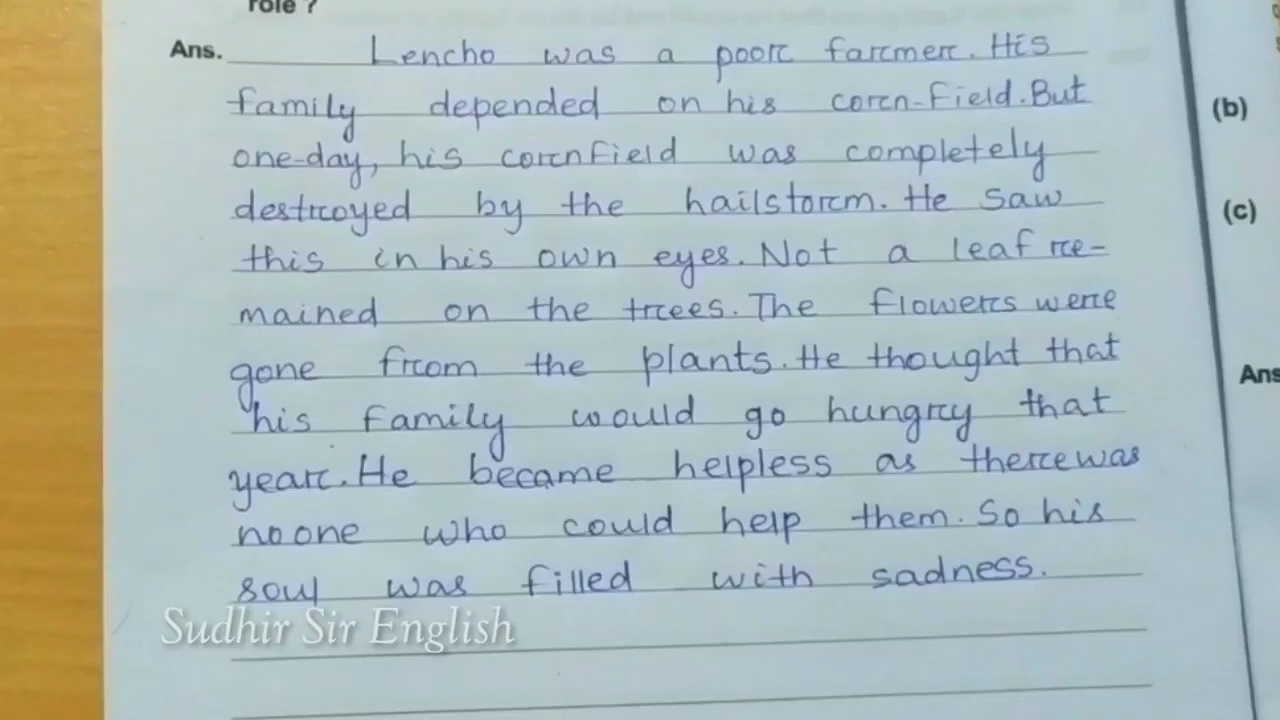 role ?
Ans. Lencho was a poor farmer. His
family depended on his corn-field. But
one-day, his cornfield was completely
destroyed by the hailstorm. He saw
this in his own eyes. Not a leaf re-
mained on the trees. The flowers were
gone from the plants. He thought that
his family would go hungry that
year. He became helpless as there was
no one who could help them. So his
soul was filled with sadness.
Sudhir Sir English
(b)
(c)
Ans